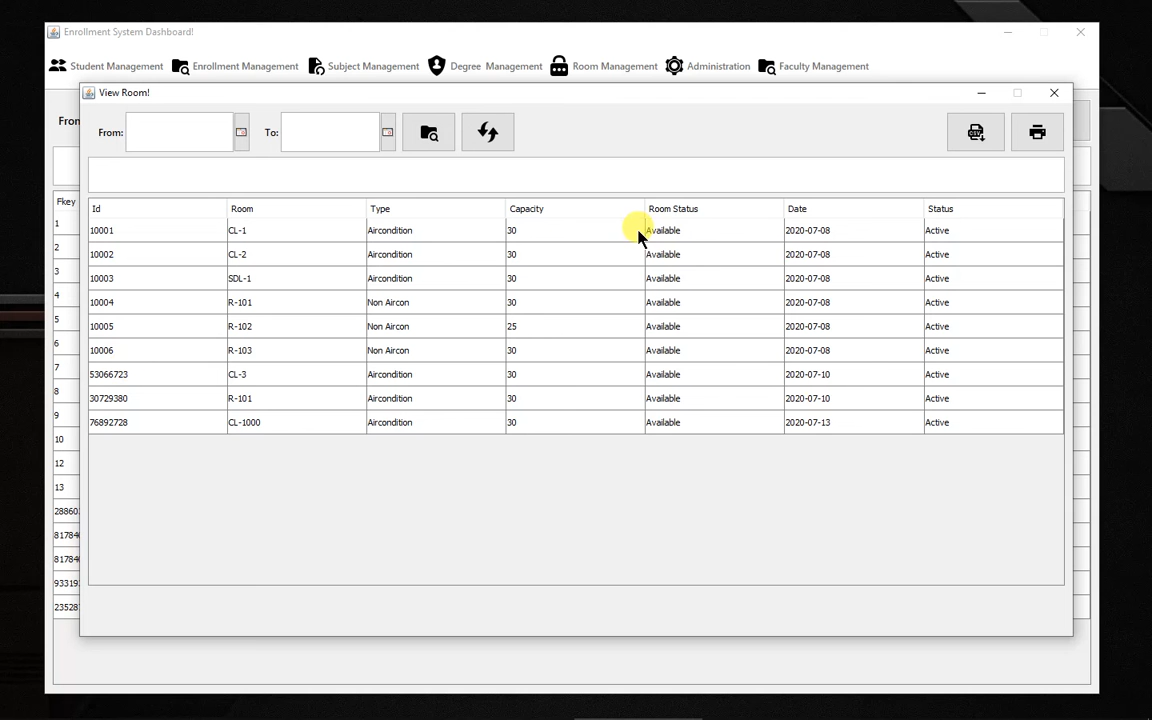 Enrollment System Dashboard!
Student Management Enrollment Management Subject Management Degree Management Room Management Administration Faculty Management
View Room!
From: To: CSV
Fkey
Id Room Type Capacity Room Status Date Status
1
10001 CL-1 Aircondition 30 Available 2020-07-08 Active
2
10002 CL-2 Aircondition 30 Available 2020-07-08 Active
3
10003 SDL-1 Aircondition 30 Available 2020-07-08 Active
4
10004 R-101 Non Aircon 30 Available 2020-07-08 Active
5
10005 R-102 Non Aircon 25 Available 2020-07-08 Active
6
10006 R-103 Non Aircon 30 Available 2020-07-08 Active
7
53066723 CL-3 Aircondition 30 Available 2020-07-10 Active
8
30729380 R-101 Aircondition 30 Available 2020-07-10 Active
9
76892728 CL-1000 Aircondition 30 Available 2020-07-13 Active
10
12
13